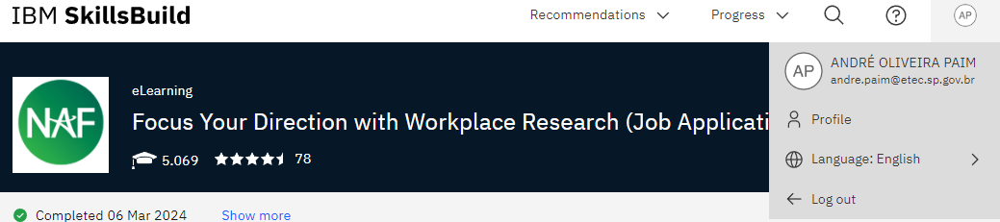 IBM SkillsBuild
Recommendations
Progress
AP
AP
ANDRÉ OLIVEIRA PAIM
andre.paim@etec.sp.gov.br
NAF
eLearning
Focus Your Direction with Workplace Research (Job Applicati
5.069
78
Profile
Language: English
Log out
Completed 06 Mar 2024
Show more